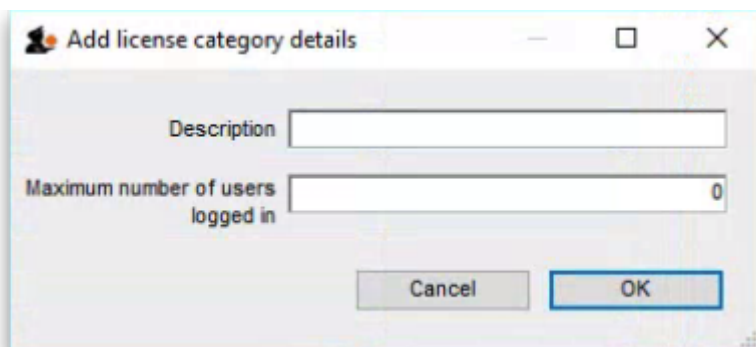 Add license category details
Description
Maximum number of users
logged in
0
Cancel
OK